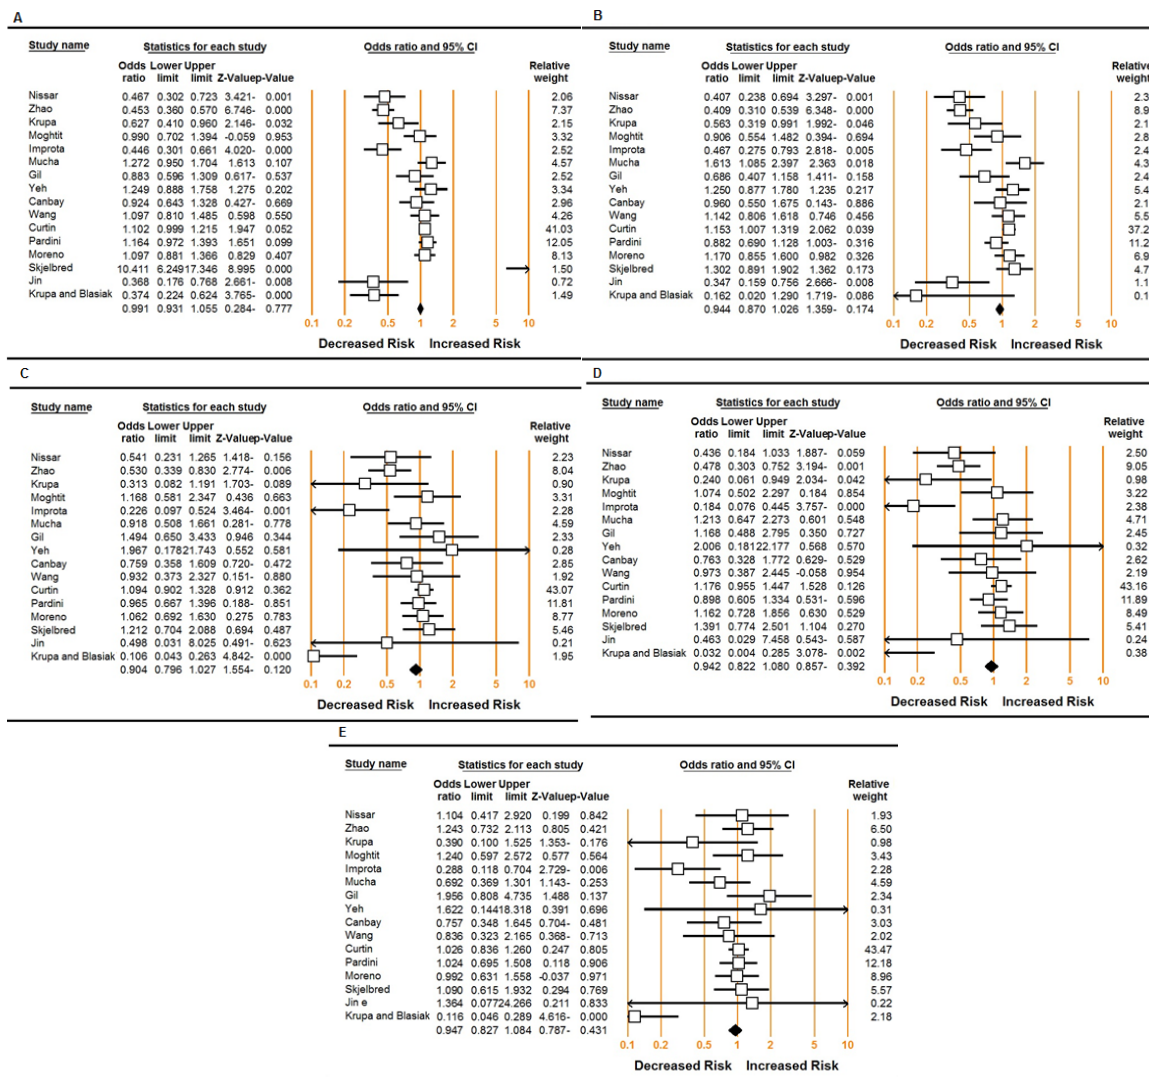 A
Study name Statistics for each study Odds ratio and 95% CI
Odds Lower Upper Relative
ratio limit limit Z-Value p-Value weight
Nissar 0.467 0.302 0.723 3.421- 0.001 2.06
Zhao 0.453 0.360 0.570 6.746- 0.000 7.37
Krupa 0.627 0.410 0.960 2.146- 0.032 2.15
Moghtit 0.990 0.702 1.394 -0.059 0.953 3.32
Improta 0.446 0.301 0.661 4.020- 0.000 2.52
Mucha 1.272 0.950 1.704 1.613 0.107 4.57
Gil 0.883 0.596 1.309 0.617- 0.537 2.52
Yeh 1.249 0.888 1.758 1.275 0.202 3.34
Canbay 0.924 0.643 1.328 0.427- 0.669 2.96
Wang 1.097 0.810 1.485 0.598 0.550 4.26
Curtin 1.102 0.999 1.215 1.947 0.052 41.03
Pardini 1.164 0.972 1.393 1.651 0.099 12.05
Moreno 1.097 0.881 1.366 0.829 0.407 8.13
Skjelbred 10.411 6.249 17.346 8.995 0.000 1.50
Jin 0.368 0.176 0.768 2.661- 0.008 0.72
Krupa and Blasiak 0.374 0.224 0.624 3.765- 0.000 1.49
0.991 0.931 1.055 0.284- 0.777
0.1 0.2 0.5 1 2 5 10
Decreased Risk Increased Risk
B
Study name Statistics for each study Odds ratio and 95% CI
Odds Lower Upper Relative
ratio limit limit Z-Value p-Value weight
Nissar 0.407 0.238 0.694 3.297- 0.001 2.3
Zhao 0.409 0.310 0.539 6.348- 0.000 8.9
Krupa 0.563 0.319 0.991 1.992- 0.046 2.1
Moghtit 0.906 0.554 1.482 0.394- 0.694 2.8
Improta 0.467 0.275 0.793 2.818- 0.005 2.4
Mucha 1.613 1.085 2.397 2.363 0.018 4.3
Gil 0.686 0.407 1.158 1.411- 0.158 2.4
Yeh 1.250 0.877 1.780 1.235 0.217 5.4
Canbay 0.960 0.550 1.675 0.143- 0.886 2.1
Wang 1.142 0.806 1.618 0.746 0.456 5.5
Curtin 1.153 1.007 1.319 2.062 0.039 37.2
Pardini 0.882 0.690 1.128 1.003- 0.316 11.2
Moreno 1.170 0.855 1.600 0.982 0.326 6.9
Skjelbred 1.302 0.891 1.902 1.362 0.173 4.7
Jin 0.347 0.159 0.756 2.666- 0.008 1.1
Krupa and Blasiak 0.162 0.020 1.290 1.719- 0.086 0.1
0.944 0.870 1.026 1.359- 0.174
0.1 0.2 0.5 1 2 5 10
Decreased Risk Increased Risk
C
Study name Statistics for each study Odds ratio and 95% CI
Odds Lower Upper Relative
ratio limit limit Z-Value p-Value weight
Nissar 0.541 0.231 1.265 1.418- 0.156 2.23
Zhao 0.530 0.339 0.830 2.774- 0.006 8.04
Krupa 0.313 0.082 1.191 1.703- 0.089 0.90
Moghtit 1.168 0.581 2.347 0.436 0.663 3.31
Improta 0.226 0.097 0.524 3.464- 0.001 2.28
Mucha 0.918 0.508 1.661 0.281- 0.778 4.59
Gil 1.494 0.650 3.433 0.946 0.344 2.33
Yeh 1.967 0.178 21.743 0.552 0.581 0.28
Canbay 0.759 0.358 1.609 0.720- 0.472 2.85
Wang 0.932 0.373 2.327 0.151- 0.880 1.92
Curtin 1.094 0.902 1.328 0.912 0.362 43.07
Pardini 0.965 0.667 1.396 0.188- 0.851 11.81
Moreno 1.062 0.692 1.630 0.275 0.783 8.77
Skjelbred 1.212 0.704 2.088 0.694 0.487 5.46
Jin 0.498 0.031 8.025 0.491- 0.623 0.21
Krupa and Blasiak 0.106 0.043 0.263 4.842- 0.000 1.95
0.904 0.796 1.027 1.554- 0.120
0.1 0.2 0.5 1 2 5 10
Decreased Risk Increased Risk
D
Study name Statistics for each study Odds ratio and 95% CI
Odds Lower Upper Relative
ratio limit limit Z-Value p-Value weight
Nissar 0.436 0.184 1.033 1.887- 0.059 2.50
Zhao 0.478 0.303 0.752 3.194- 0.001 9.05
Krupa 0.240 0.061 0.949 2.034- 0.042 0.98
Moghtit 1.074 0.502 2.297 0.184 0.854 3.22
Improta 0.184 0.076 0.445 3.757- 0.000 2.38
Mucha 1.213 0.647 2.273 0.601 0.548 4.71
Gil 1.168 0.488 2.795 0.350 0.727 2.45
Yeh 2.006 0.181 22.177 0.568 0.570 0.32
Canbay 0.763 0.328 1.772 0.629- 0.529 2.62
Wang 0.973 0.387 2.445 -0.058 0.954 2.19
Curtin 1.176 0.955 1.447 1.528 0.126 43.16
Pardini 0.898 0.605 1.334 0.531- 0.596 11.89
Moreno 1.162 0.728 1.856 0.630 0.529 8.49
Skjelbred 1.391 0.774 2.501 1.104 0.270 5.41
Jin 0.463 0.029 7.458 0.543- 0.587 0.24
Krupa and Blasiak 0.032 0.004 0.285 3.078- 0.002 0.38
0.942 0.822 1.080 0.857- 0.392
0.1 0.2 0.5 1 2 5 10
Decreased Risk Increased Risk
E
Study name Statistics for each study Odds ratio and 95% CI
Odds Lower Upper Relative
ratio limit limit Z-Value p-Value weight
Nissar 1.104 0.417 2.920 0.199 0.842 1.93
Zhao 1.243 0.732 2.113 0.805 0.421 6.50
Krupa 0.390 0.100 1.525 1.353- 0.176 0.98
Moghtit 1.240 0.597 2.572 0.577 0.564 3.43
Improta 0.288 0.118 0.704 2.729- 0.006 2.28
Mucha 0.692 0.369 1.301 1.143- 0.253 4.59
Gil 1.956 0.808 4.735 1.488 0.137 2.34
Yeh 1.622 0.144 18.318 0.391 0.696 0.31
Canbay 0.757 0.348 1.645 0.704- 0.481 3.03
Wang 0.836 0.323 2.165 0.368- 0.713 2.02
Curtin 1.026 0.836 1.260 0.247 0.805 43.47
Pardini 1.024 0.695 1.508 0.118 0.906 12.18
Moreno 0.992 0.631 1.558 -0.037 0.971 8.96
Skjelbred 1.090 0.615 1.932 0.294 0.769 5.57
Jin e 1.364 0.077 24.266 0.211 0.833 0.22
Krupa and Blasiak 0.116 0.046 0.289 4.616- 0.000 2.18
0.947 0.827 1.084 0.787- 0.431
0.1 0.2 0.5 1 2 5 10
Decreased Risk Increased Risk